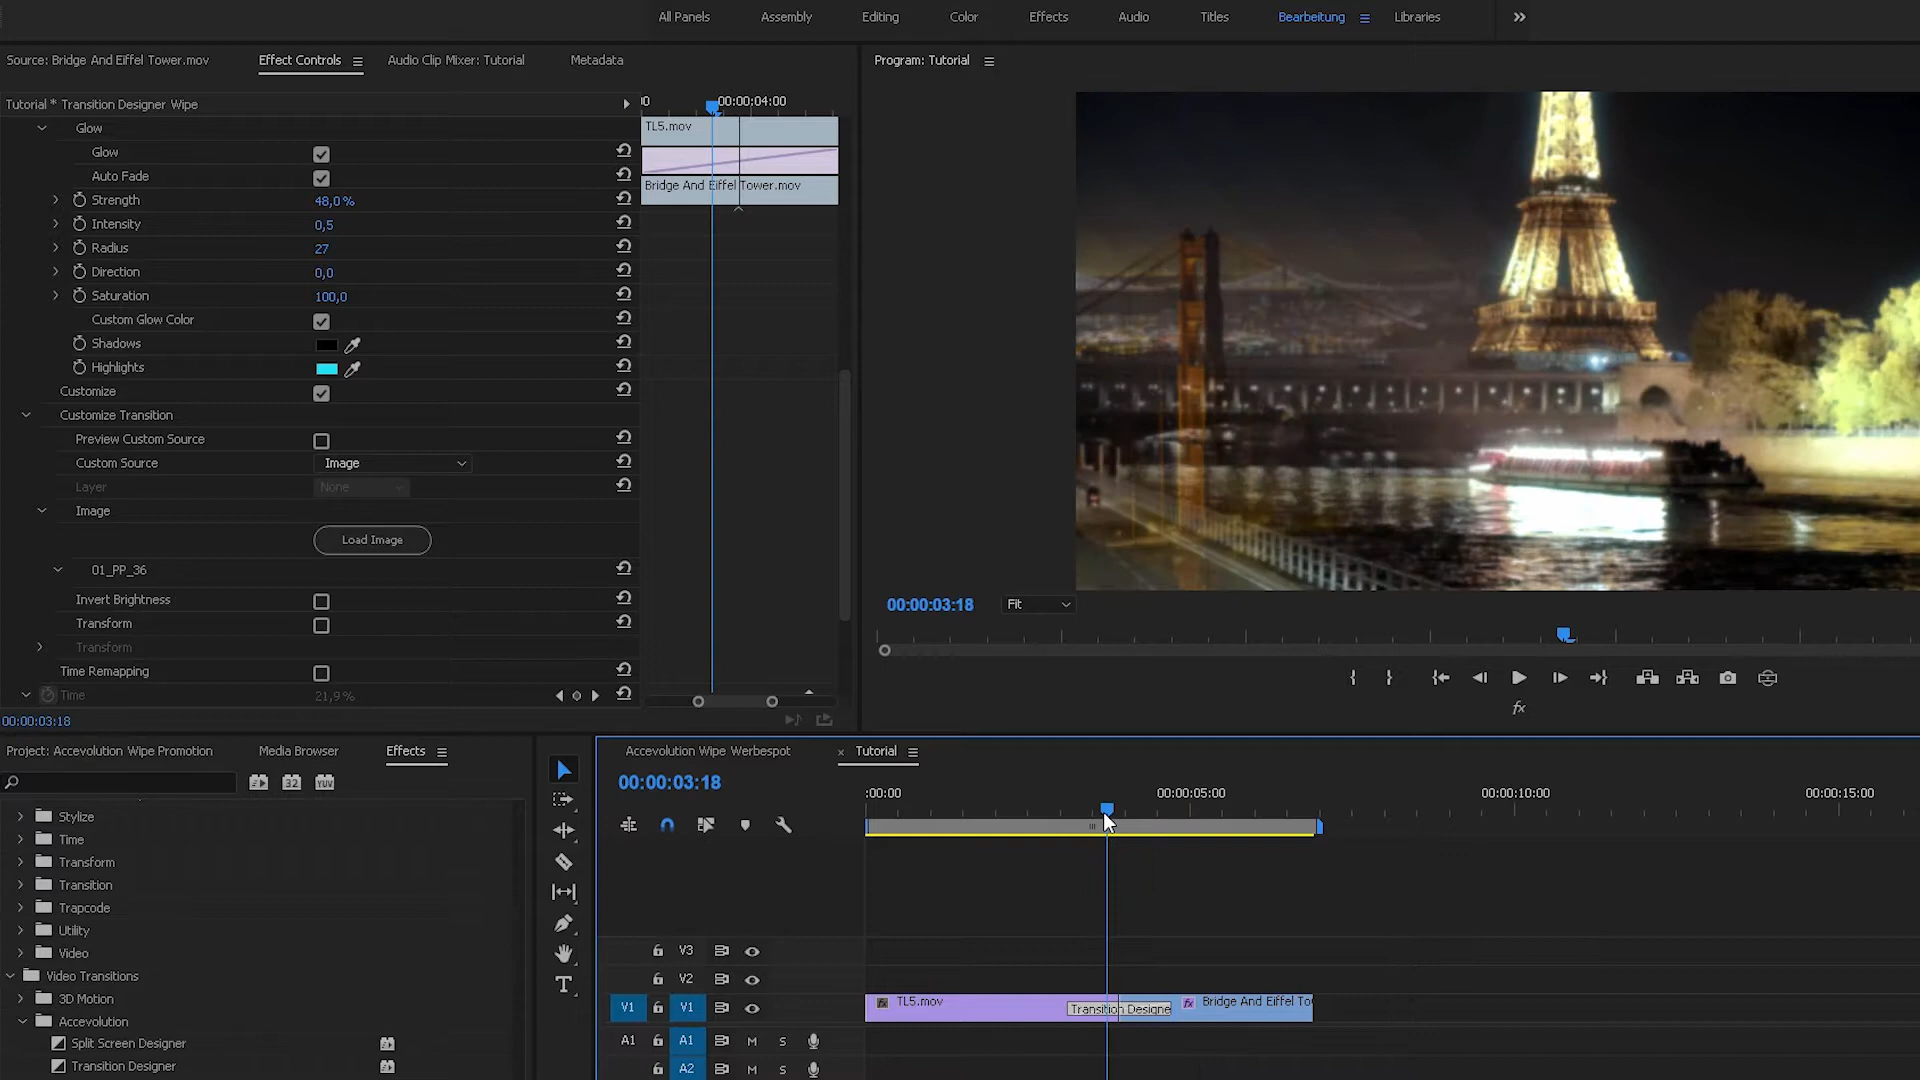 All Panels Assembly Editing Color Effects Audio Titles Bearbeitung Libraries
Source: Bridge And Eiffel Tower.mov Effect Controls Audio Clip Mixer: Tutorial Metadata
Program: Tutorial
Tutorial * Transition Designer Wipe
00:00:04:00
Glow
TL5.mov
Glow
Auto Fade
Bridge And Eiffel Tower.mov
Strength 48,0 %
Intensity 0,5
Radius 27
Direction 0,0
Saturation 100,0
Custom Glow Color
Shadows
Highlights
Customize
Customize Transition
Preview Custom Source
Custom Source Image
Layer None
Image
Load Image
01_PP_36
Invert Brightness
Transform
Transform
Time Remapping
Time 21,9 %
00:00:03:18
00:00:03:18 Fit
fx
Project: Accevolution Wipe Promotion Media Browser Effects
32 YUV
Stylize
Time
Transform
Transition
Trapcode
Utility
Video
Video Transitions
3D Motion
Accevolution
Split Screen Designer
Transition Designer
Accevolution Wipe Werbespot × Tutorial
00:00:03:18
:00:00 00:00:05:00 00:00:10:00 00:00:15:00
V3
V2
V1 V1 fx TL5.mov Transition Designe fx Bridge And Eiffel To
A1 A1 M S
A2 M S
T